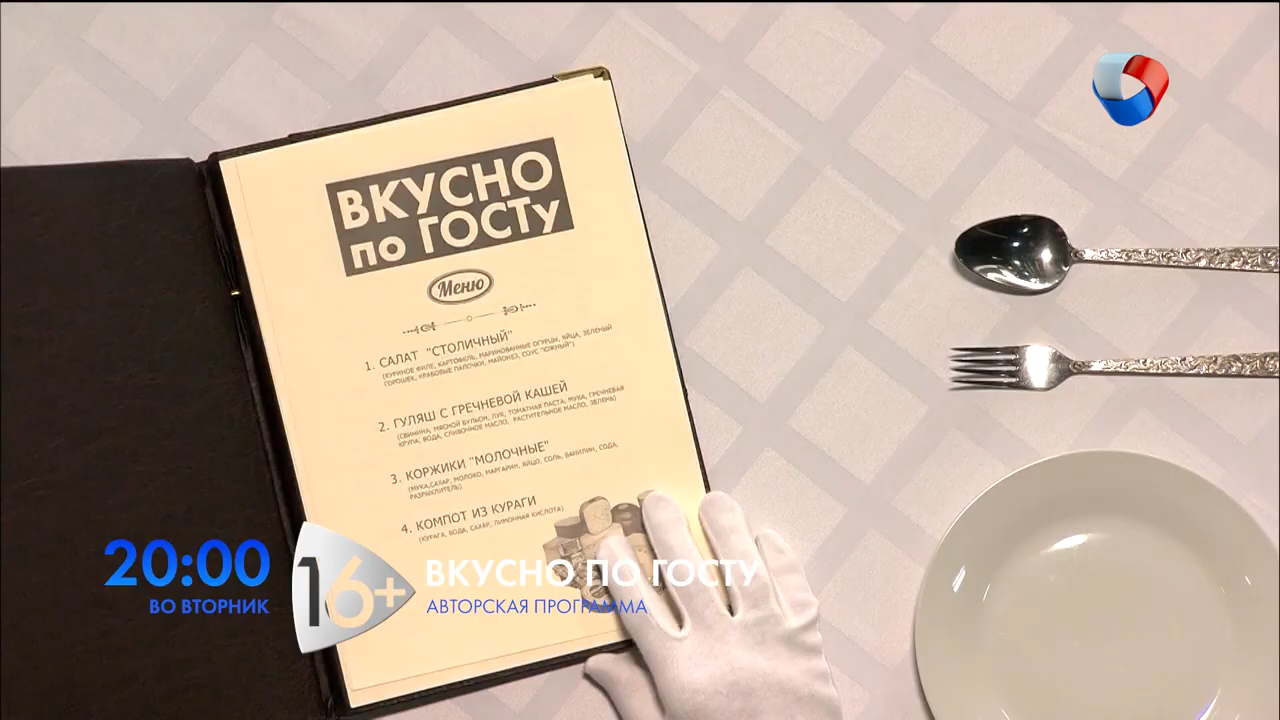 ВКУСНО
по ГОСТу
Меню
1. САЛАТ "СТОЛИЧНЫЙ"
(КУРИНОЕ ФИЛЕ, КАРТОФЕЛЬ, МАРИНОВАННЫЕ ОГУРЦЫ, ЯЙЦА, ЗЕЛЕНЫЙ
ГОРОШЕК, КРАБОВЫЕ ПАЛОЧКИ, МАЙОНЕЗ, СОУС "ЮЖНЫЙ")
2. ГУЛЯШ С ГРЕЧНЕВОЙ КАШЕЙ
(СВИНИНА, МЯСНОЙ БУЛЬОН, ЛУК, ТОМАТНАЯ ПАСТА, МУКА, ГРЕЧНЕВАЯ
КРУПА, ВОДА, СЛИВОЧНОЕ МАСЛО, РАСТИТЕЛЬНОЕ МАСЛО, ЗЕЛЕНЬ)
3. КОРЖИКИ "МОЛОЧНЫЕ"
(МУКА,САХАР, МОЛОКО, МАРГАРИН, ЯЙЦО, СОЛЬ, ВАНИЛИН, СОДА,
РАЗРЫХЛИТЕЛЬ)
4. КОМПОТ ИЗ КУРАГИ
(КУРАГА, ВОДА, САХАР, ЛИМОННАЯ КИСЛОТА)
20:00
ВО ВТОРНИК
16+
ВКУСНО ПО ГОСТУ
АВТОРСКАЯ ПРОГРАММА